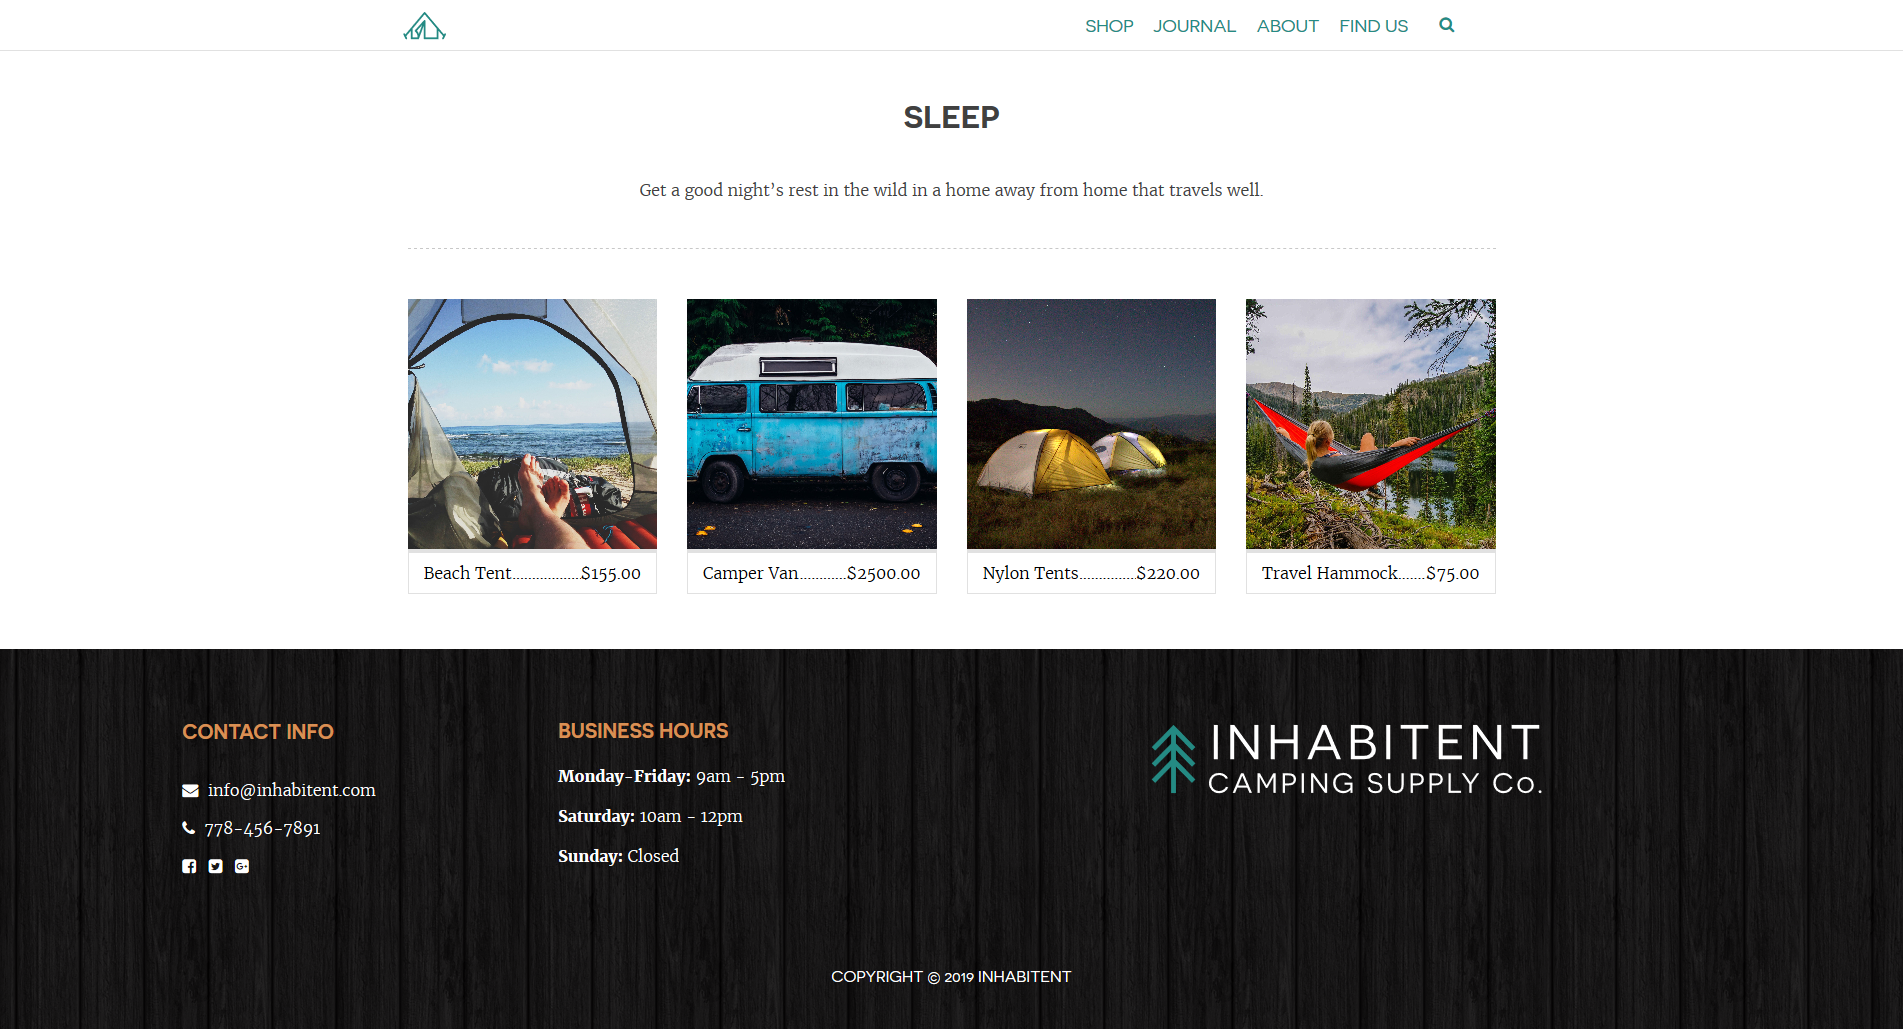 SHOP JOURNAL ABOUT FIND US
SLEEP
Get a good night’s rest in the wild in a home away from home that travels well.
Beach Tent.................$155.00
Camper Van............$2500.00
Nylon Tents..............$220.00
Travel Hammock.......$75.00
CONTACT INFO
info@inhabitent.com
778-456-7891
BUSINESS HOURS
Monday-Friday: 9am - 5pm
Saturday: 10am - 12pm
Sunday: Closed
INHABITENT
CAMPING SUPPLY Co.
COPYRIGHT © 2019 INHABITENT